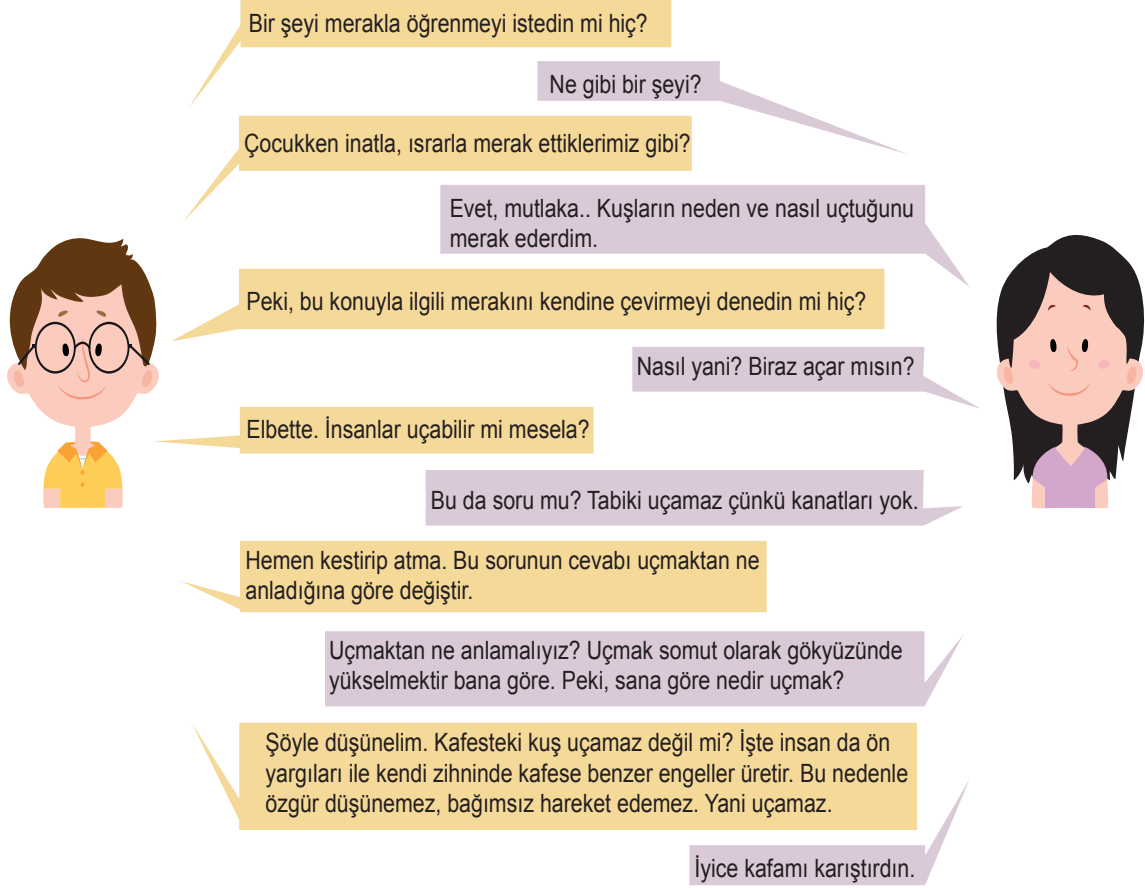 Bir şeyi merakla öğrenmeyi istedin mi hiç?
Ne gibi bir şeyi?
Çocukken inatla, ısrarla merak ettiklerimiz gibi?
Evet, mutlaka.. Kuşların neden ve nasıl uçtuğunu
merak ederdim.
Peki, bu konuyla ilgili merakını kendine çevirmeyi denedin mi hiç?
Nasıl yani? Biraz açar mısın?
Elbette. İnsanlar uçabilir mi mesela?
Bu da soru mu? Tabiki uçamaz çünkü kanatları yok.
Hemen kestirip atma. Bu sorunun cevabı uçmaktan ne
anladığına göre değiştir.
Uçmaktan ne anlamalıyız? Uçmak somut olarak gökyüzünde
yükselmektir bana göre. Peki, sana göre nedir uçmak?
Şöyle düşünelim. Kafesteki kuş uçamaz değil mi? İşte insan da ön
yargıları ile kendi zihninde kafese benzer engeller üretir. Bu nedenle
özgür düşünemez, bağımsız hareket edemez. Yani uçamaz.
İyice kafamı karıştırdın.